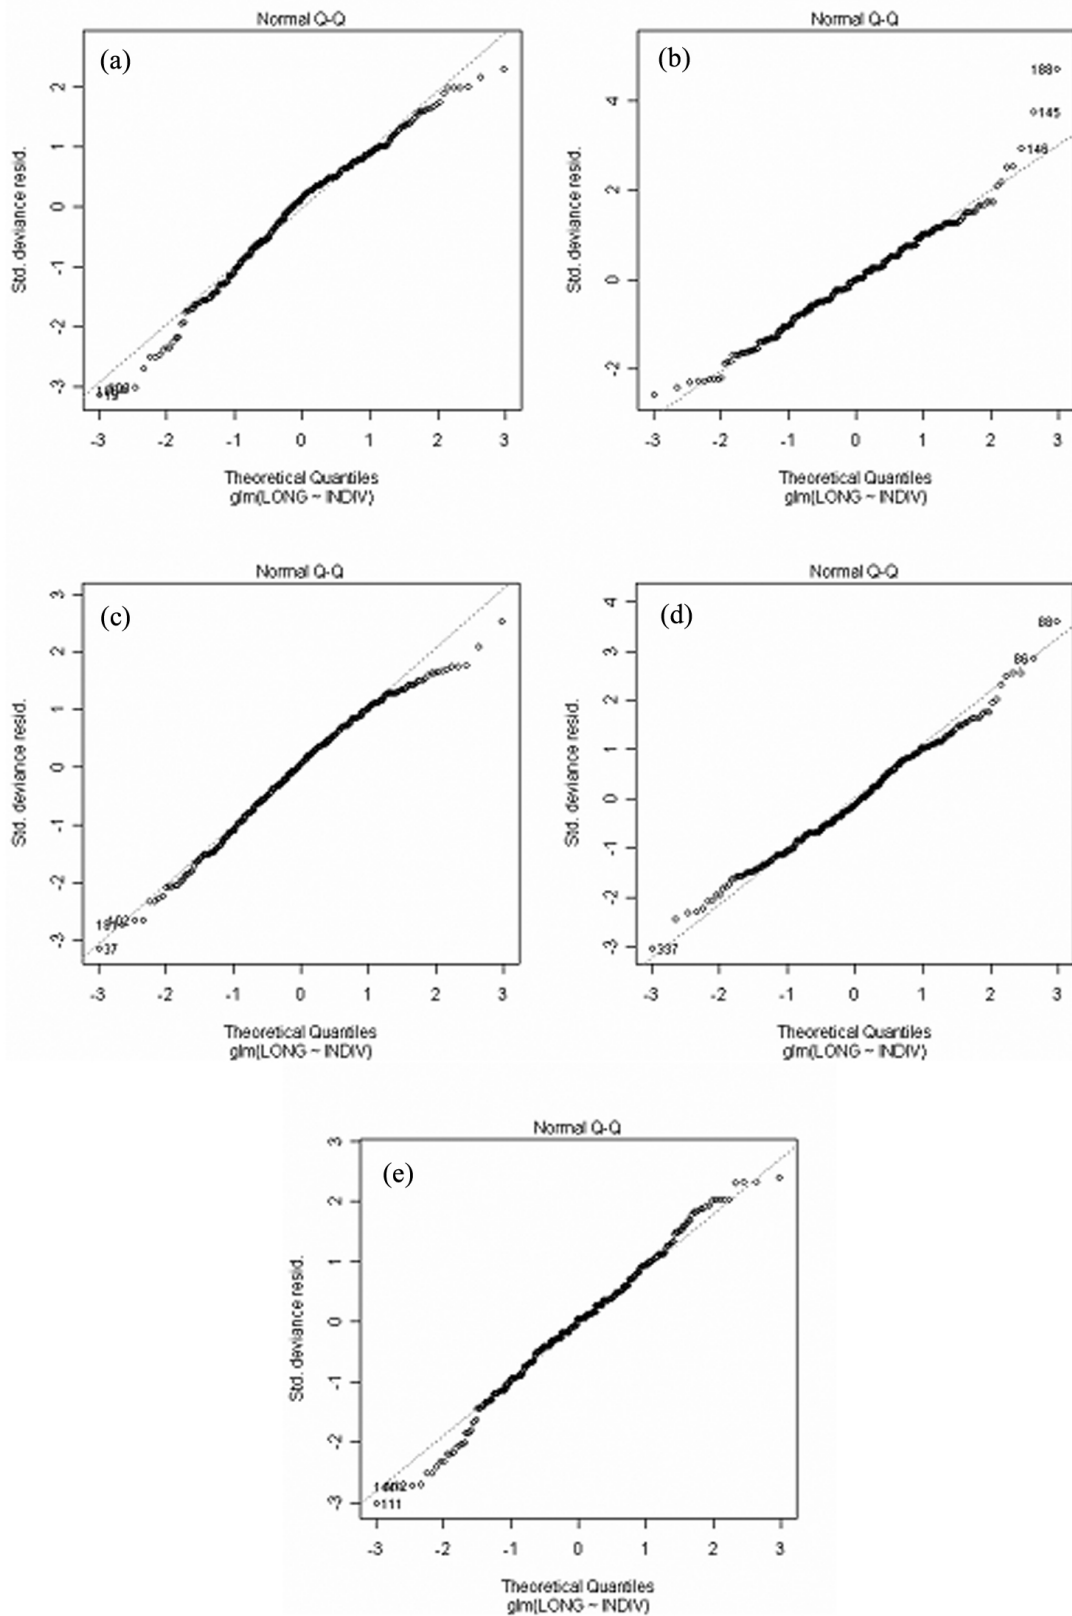 Normal Q-Q
(a)
Std. deviance resid.
2
1
0
-1
-2
-3
19
-3 -2 -1 0 1 2 3
Theoretical Quantiles
glm(LONG ~ INDIV)
Normal Q-Q
(b)
188
145
146
Std. deviance resid.
4
2
0
-2
-3 -2 -1 0 1 2 3
Theoretical Quantiles
glm(LONG ~ INDIV)
Normal Q-Q
(c)
Std. deviance resid.
3
2
1
0
-1
-2
-3
37
-3 -2 -1 0 1 2 3
Theoretical Quantiles
glm(LONG ~ INDIV)
Normal Q-Q
(d)
88
86
Std. deviance resid.
4
3
2
1
0
-1
-2
-3
337
-3 -2 -1 0 1 2 3
Theoretical Quantiles
glm(LONG ~ INDIV)
Normal Q-Q
(e)
Std. deviance resid.
3
2
1
0
-1
-2
-3
111
-3 -2 -1 0 1 2 3
Theoretical Quantiles
glm(LONG ~ INDIV)